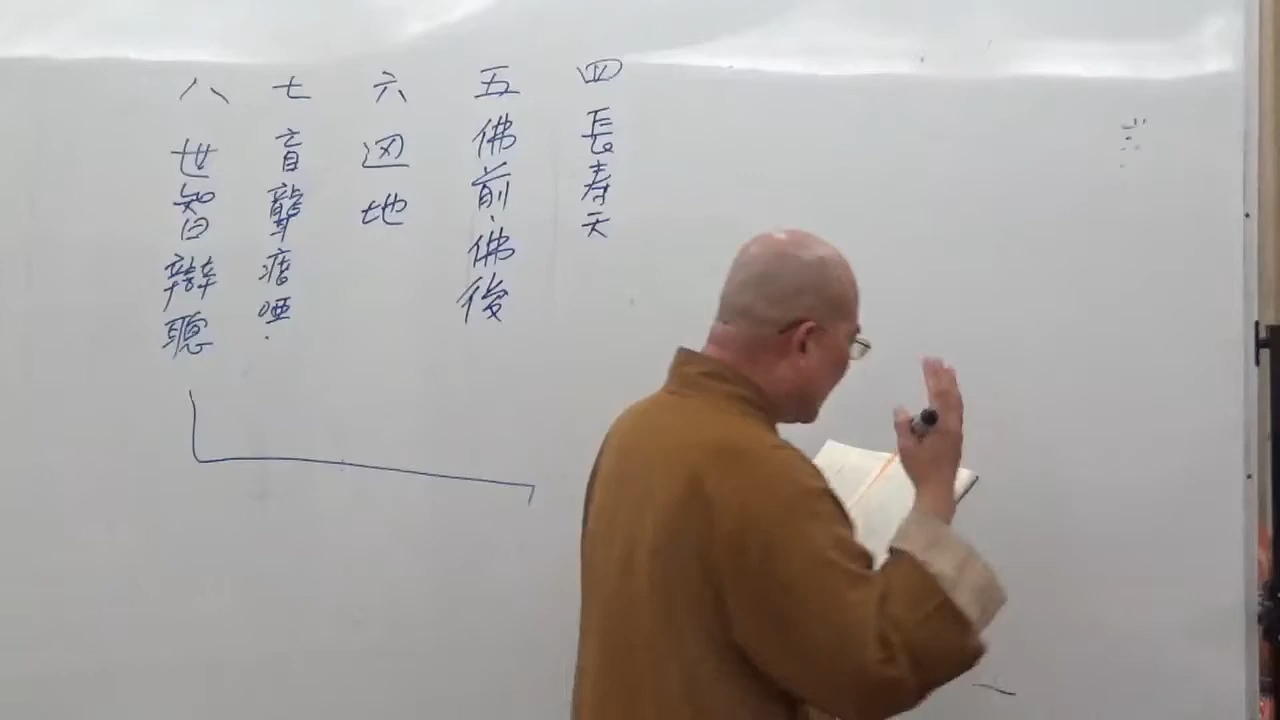 四 長壽天
五 佛前.佛後
六 边地
七 盲聾瘖啞.
八 世智辯聰